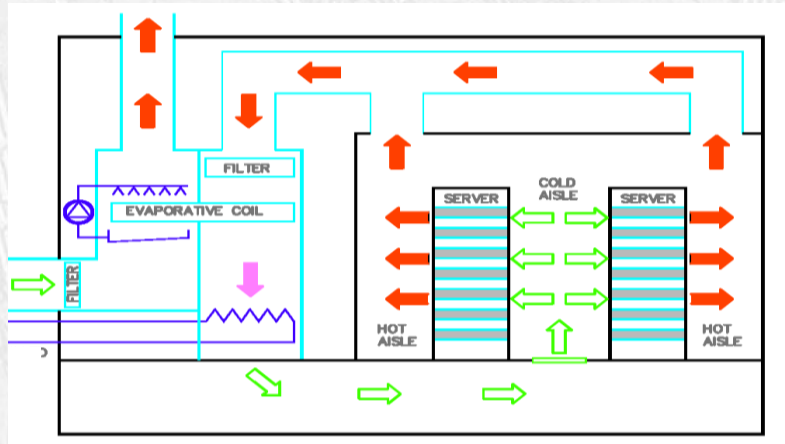 FILTER
EVAPORATIVE COIL
FILTER
SERVER
COLD
AISLE
SERVER
HOT
AISLE
HOT
AISLE